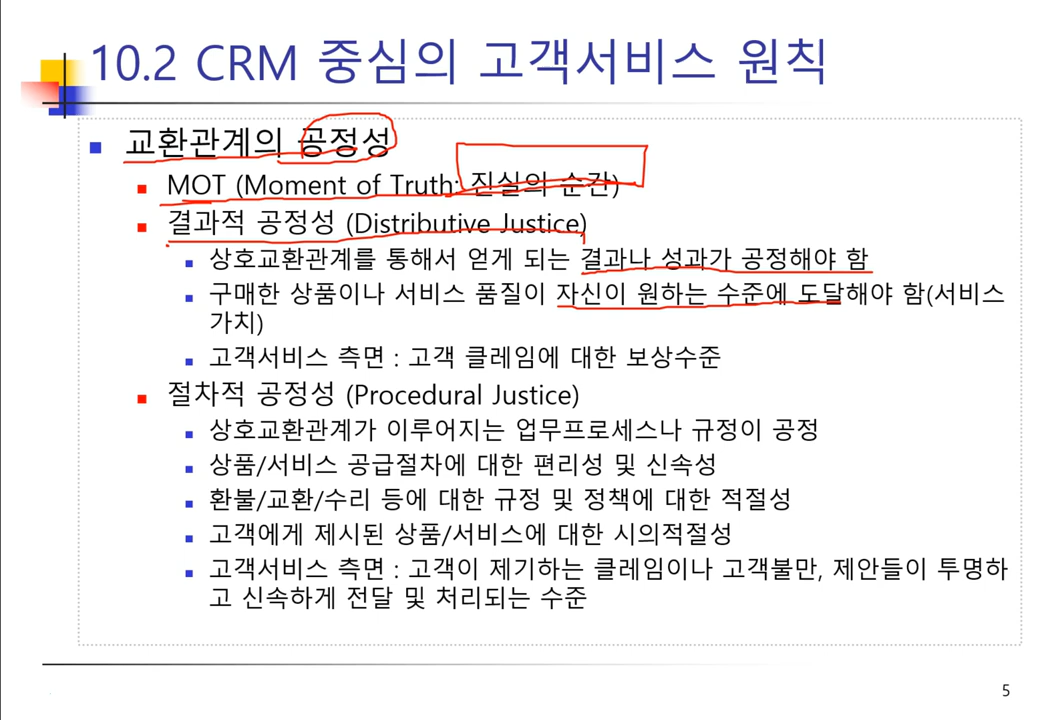 10.2 CRM 중심의 고객서비스 원칙
교환관계의 공정성
MOT (Moment of Truth: 진실의 순간)
결과적 공정성 (Distributive Justice)
상호교환관계를 통해서 얻게 되는 결과나 성과가 공정해야 함
구매한 상품이나 서비스 품질이 자신이 원하는 수준에 도달해야 함(서비스
가치)
고객서비스 측면 : 고객 클레임에 대한 보상수준
절차적 공정성 (Procedural Justice)
상호교환관계가 이루어지는 업무프로세스나 규정이 공정
상품/서비스 공급절차에 대한 편리성 및 신속성
환불/교환/수리 등에 대한 규정 및 정책에 대한 적절성
고객에게 제시된 상품/서비스에 대한 시의적절성
고객서비스 측면 : 고객이 제기하는 클레임이나 고객불만, 제안들이 투명하
고 신속하게 전달 및 처리되는 수준
5